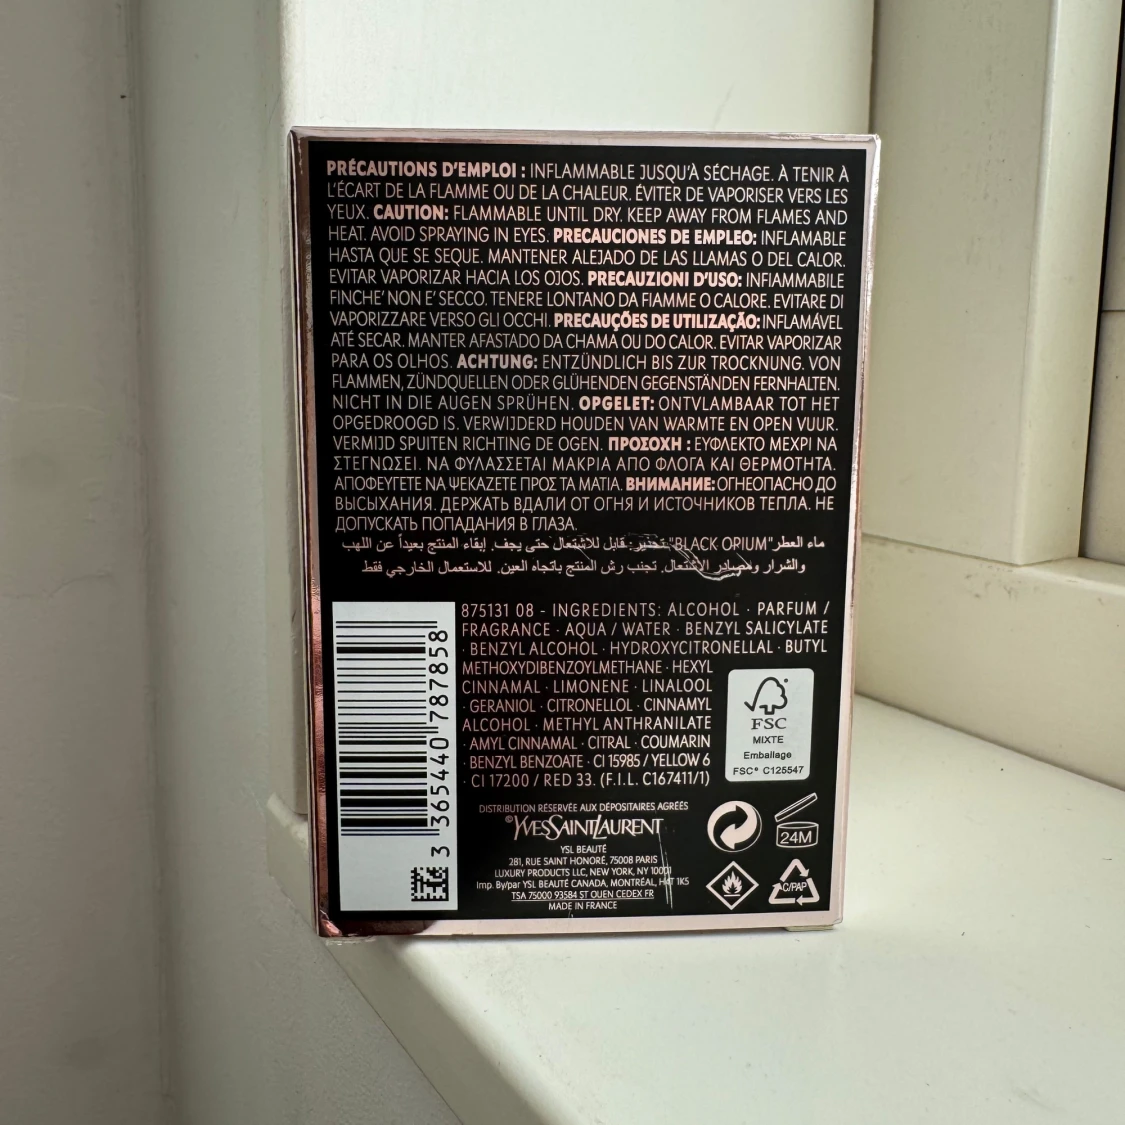 PRÉCAUTIONS D'EMPLOI : INFLAMMABLE JUSQU'À SÉCHAGE. À TENIR À
L'ÉCART DE LA FLAMME OU DE LA CHALEUR. ÉVITER DE VAPORISER VERS LES
YEUX. CAUTION: FLAMMABLE UNTIL DRY. KEEP AWAY FROM FLAMES AND
HEAT. AVOID SPRAYING IN EYES. PRECAUCIONES DE EMPLEO: INFLAMABLE
HASTA QUE SE SEQUE. MANTENER ALEJADO DE LAS LLAMAS O DEL CALOR.
EVITAR VAPORIZAR HACIA LOS OJOS. PRECAUZIONI D'USO: INFIAMMABILE
FINCHE' NON E' SECCO. TENERE LONTANO DA FIAMME O CALORE. EVITARE DI
VAPORIZZARE VERSO GLI OCCHI. PRECAUÇÕES DE UTILIZAÇÃO: INFLAMÁVEL
ATÉ SECAR. MANTER AFASTADO DA CHAMA OU DO CALOR. EVITAR VAPORIZAR
PARA OS OLHOS. ACHTUNG: ENTZÜNDLICH BIS ZUR TROCKNUNG. VON
FLAMMEN, ZÜNDQUELLEN ODER GLÜHENDEN GEGENSTÄNDEN FERNHALTEN.
NICHT IN DIE AUGEN SPRÜHEN. OPGELET: ONTVLAMBAAR TOT HET
OPGEDROOGD IS. VERWIJDERD HOUDEN VAN WARMTE EN OPEN VUUR.
VERMIJD SPUITEN RICHTING DE OGEN. ΠΡΟΣΟΧΗ : ΕΥΦΛΕΚΤΟ ΜΕΧΡΙ ΝΑ
ΣΤΕΓΝΩΣΕΙ. ΝΑ ΦΥΛΑΣΣΕΤΑΙ ΜΑΚΡΙΑ ΑΠΟ ΦΛΟΓΑ ΚΑΙ ΘΕΡΜΟΤΗΤΑ.
ΑΠΟΦΕΥΓΕΤΕ ΝΑ ΨΕΚΑΖΕΤΕ ΠΡΟΣ ΤΑ ΜΑΤΙΑ. ВНИМАНИЕ: ОГНЕОПАСНО ДО
ВЫСЫХАНИЯ. ДЕРЖАТЬ ВДАЛИ ОТ ОГНЯ И ИСТОЧНИКОВ ТЕПЛА. НЕ
ДОПУСКАТЬ ПОПАДАНИЯ В ГЛАЗА.
ماء العطر "BLACK OPIUM" تحذير: قابل للاشتعال حتى يجف. إبقاء المنتج بعيداً عن اللهب
والشرار ومصادر الاشتعال. تجنب رش المنتج باتجاه العين. للاستعمال الخارجي فقط
875131 08 - INGREDIENTS: ALCOHOL · PARFUM /
FRAGRANCE · AQUA / WATER · BENZYL SALICYLATE
· BENZYL ALCOHOL · HYDROXYCITRONELLAL · BUTYL
METHOXYDIBENZOYLMETHANE · HEXYL
CINNAMAL · LIMONENE · LINALOOL
· GERANIOL · CITRONELLOL · CINNAMYL
ALCOHOL · METHYL ANTHRANILATE
· AMYL CINNAMAL · CITRAL · COUMARIN
· BENZYL BENZOATE · CI 15985 / YELLOW 6
· CI 17200 / RED 33. (F.I.L. C167411/1)
3 365440 787858
FSC
MIXTE
Emballage
FSC® C125547
DISTRIBUTION RÉSERVÉE AUX DÉPOSITAIRES AGRÉÉS
©YVESSAINTLAURENT
YSL BEAUTÉ
281, RUE SAINT HONORÉ, 75008 PARIS
LUXURY PRODUCTS LLC, NEW YORK, NY 10001
Imp. By/par YSL BEAUTÉ CANADA, MONTRÉAL, H4T 1K5
TSA 75000 93584 ST OUEN CEDEX FR
MADE IN FRANCE
24M
C/PAP